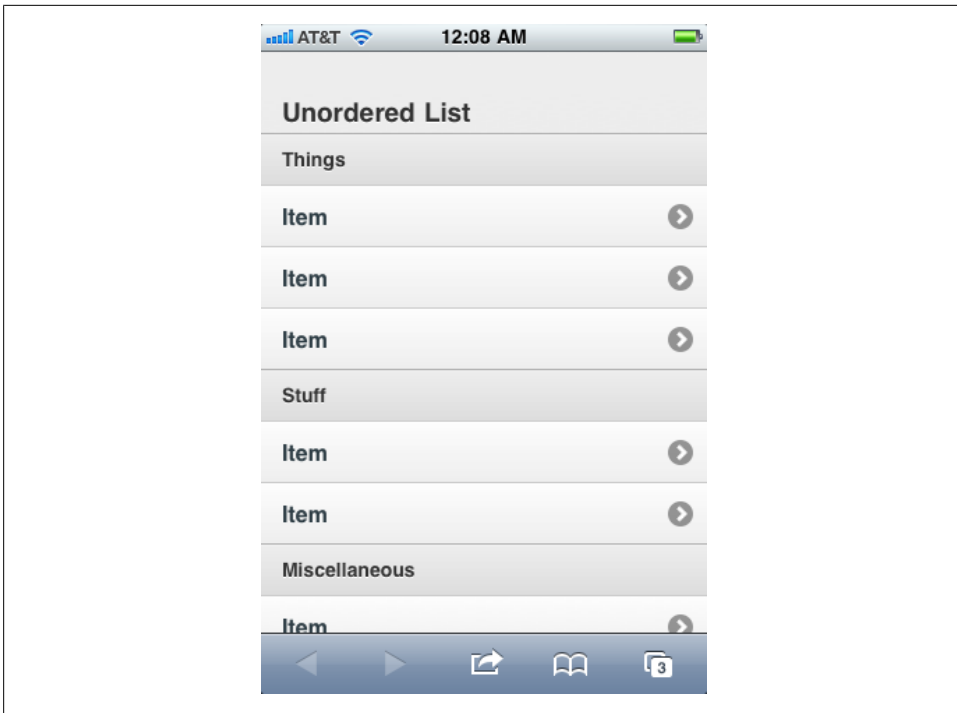 AT&T 12:08 AM
Unordered List
Things
Item
Item
Item
Stuff
Item
Item
Miscellaneous
Item
3